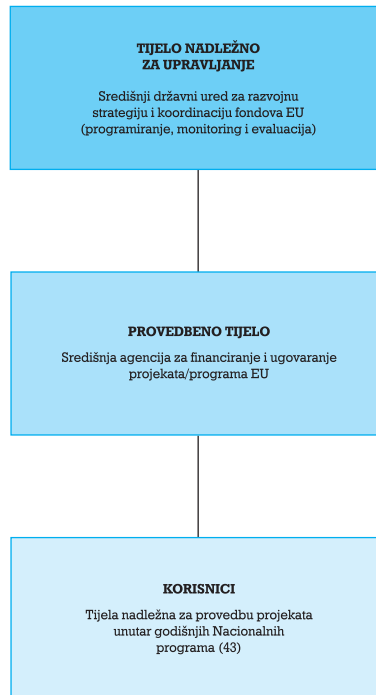 TIJELO NADLEŽNO
ZA UPRAVLJANJE
Središnji državni ured za razvojnu
strategiju i koordinaciju fondova EU
(programiranje, monitoring i evaluacija)
PROVEDBENO TIJELO
Središnja agencija za financiranje i ugovaranje
projekata/programa EU
KORISNICI
Tijela nadležna za provedbu projekata
unutar godišnjih Nacionalnih
programa (43)